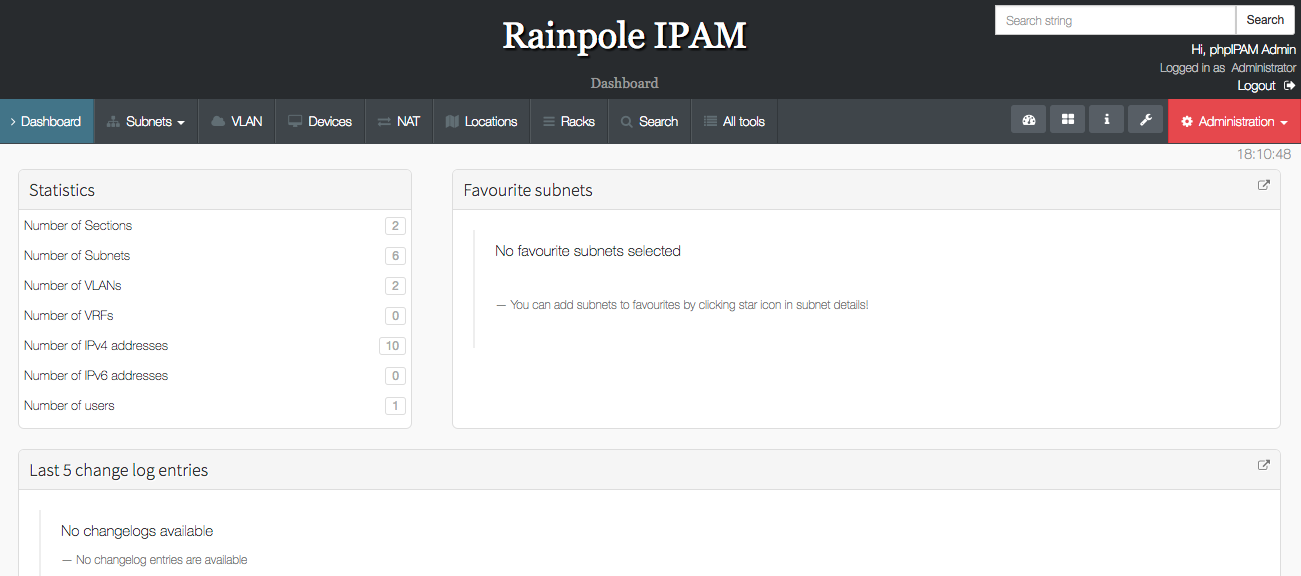 Rainpole IPAM
Dashboard
Search string
Search
Hi, phpIPAM Admin
Logged in as Administrator
Logout
Dashboard
Subnets
VLAN
Devices
NAT
Locations
Racks
Search
All tools
Administration
18:10:48
Statistics
Number of Sections 2
Number of Subnets 6
Number of VLANs 2
Number of VRFs 0
Number of IPv4 addresses 10
Number of IPv6 addresses 0
Number of users 1
Favourite subnets
No favourite subnets selected
— You can add subnets to favourites by clicking star icon in subnet details!
Last 5 change log entries
No changelogs available
— No changelog entries are available